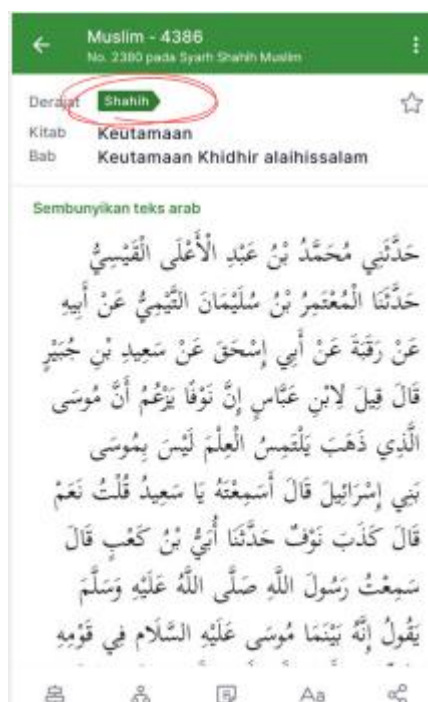 Muslim - 4386
No. 2380 pada Syarh Shahih Muslim
Derajat Shahih
Kitab Keutamaan
Bab Keutamaan Khidhir alaihissalam
Sembunyikan teks arab
حَدَّثَنِي مُحَمَّدُ بْنُ عَبْدِ الْأَعْلَى الْقَيْسِيُّ
حَدَّثَنَا الْمُعْتَمِرُ بْنُ سُلَيْمَانَ التَّيْمِيُّ عَنْ أَبِيهِ
عَنْ رَقَبَةَ عَنْ أَبِي إِسْحَقَ عَنْ سَعِيدِ بْنِ جُبَيْرٍ
قَالَ قِيلَ لِابْنِ عَبَّاسٍ إِنَّ نَوْفًا يَزْعُمُ أَنَّ مُوسَى
الَّذِي ذَهَبَ يَلْتَمِسُ الْعِلْمَ لَيْسَ بِمُوسَى
بَنِي إِسْرَائِيلَ قَالَ أَسَمِعْتَهُ يَا سَعِيدُ قُلْتُ نَعَمْ
قَالَ كَذَبَ نَوْفٌ حَدَّثَنَا أُبَيُّ بْنُ كَعْبٍ قَالَ
سَمِعْتُ رَسُولَ اللَّهِ صَلَّى اللَّهُ عَلَيْهِ وَسَلَّمَ
يَقُولُ إِنَّهُ بَيْنَمَا مُوسَى عَلَيْهِ السَّلَام فِي قَوْمِهِ
Aa